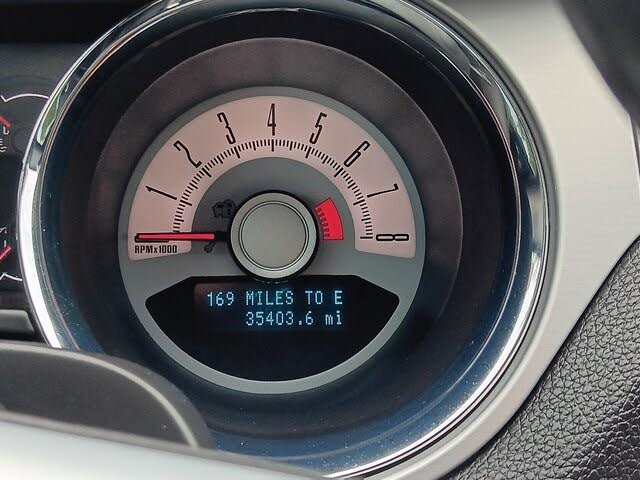 1 2 3 4 5 6 7 8
RPMx1000
169 MILES TO E
35403.6 mi